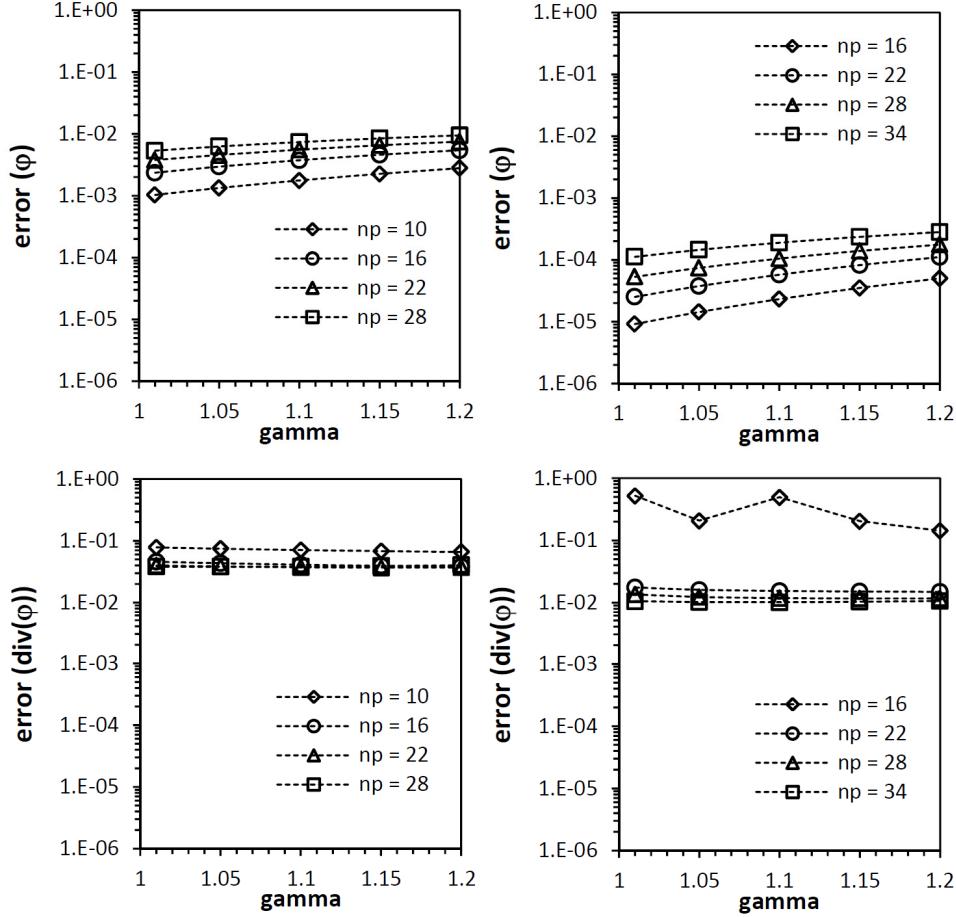 1.E+00
1.E-01
1.E-02
1.E-03
1.E-04
1.E-05
1.E-06
error (φ)
np = 10
np = 16
np = 22
np = 28
1 1.05 1.1 1.15 1.2
gamma
1.E+00
1.E-01
1.E-02
1.E-03
1.E-04
1.E-05
1.E-06
error (φ)
np = 16
np = 22
np = 28
np = 34
1 1.05 1.1 1.15 1.2
gamma
1.E+00
1.E-01
1.E-02
1.E-03
1.E-04
1.E-05
1.E-06
error (div(φ))
np = 10
np = 16
np = 22
np = 28
1 1.05 1.1 1.15 1.2
gamma
1.E+00
1.E-01
1.E-02
1.E-03
1.E-04
1.E-05
1.E-06
error (div(φ))
np = 16
np = 22
np = 28
np = 34
1 1.05 1.1 1.15 1.2
gamma